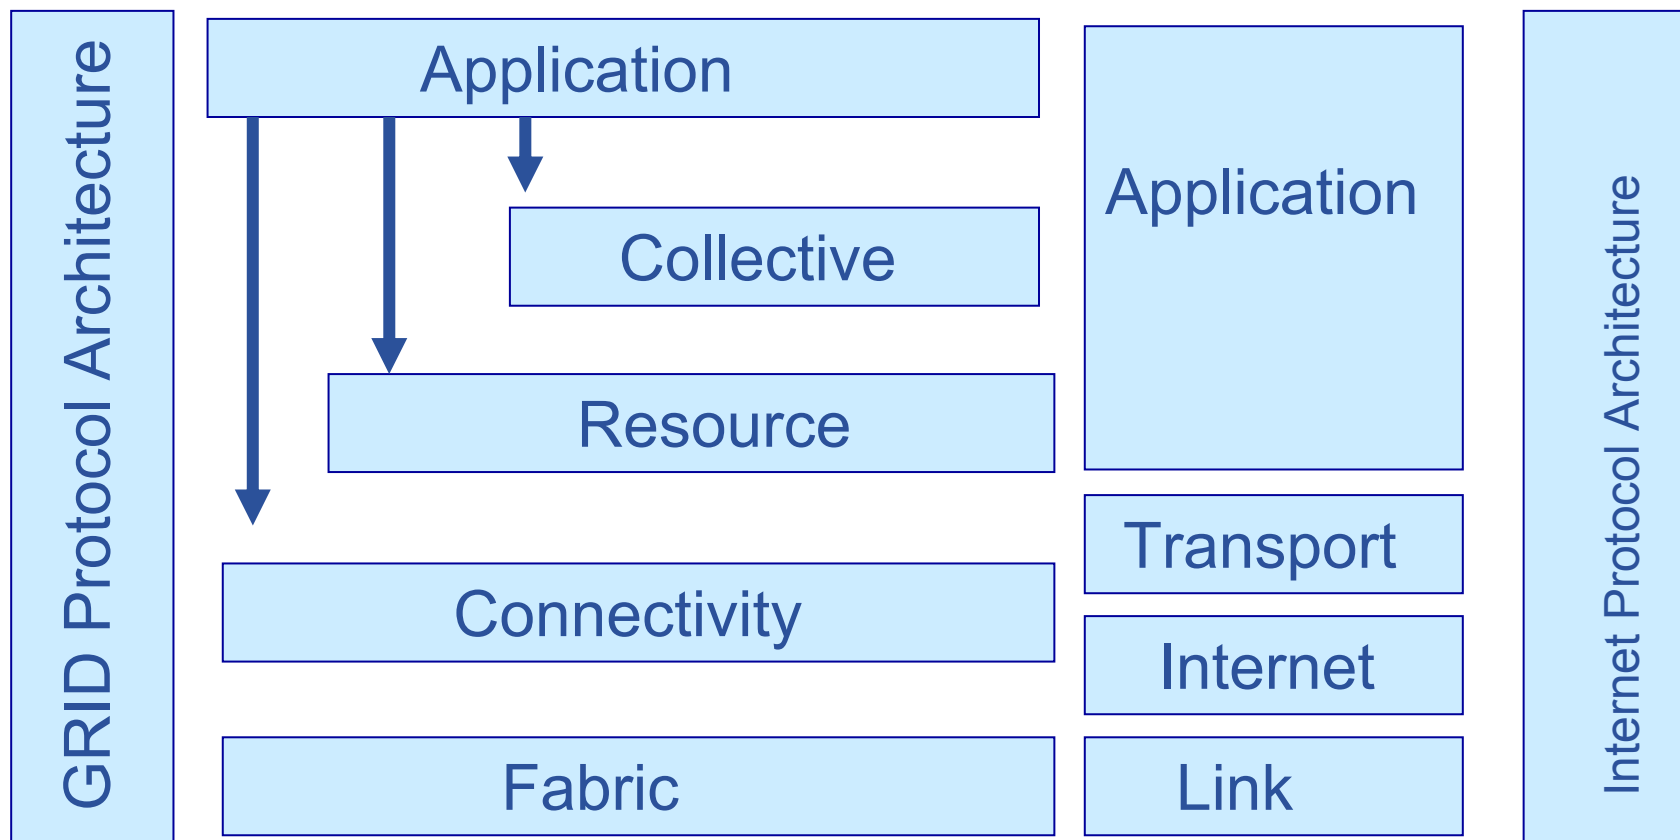 GRID Protocol Architecture
Application
Collective
Resource
Connectivity
Fabric
Application
Transport
Internet
Link
Internet Protocol Architecture